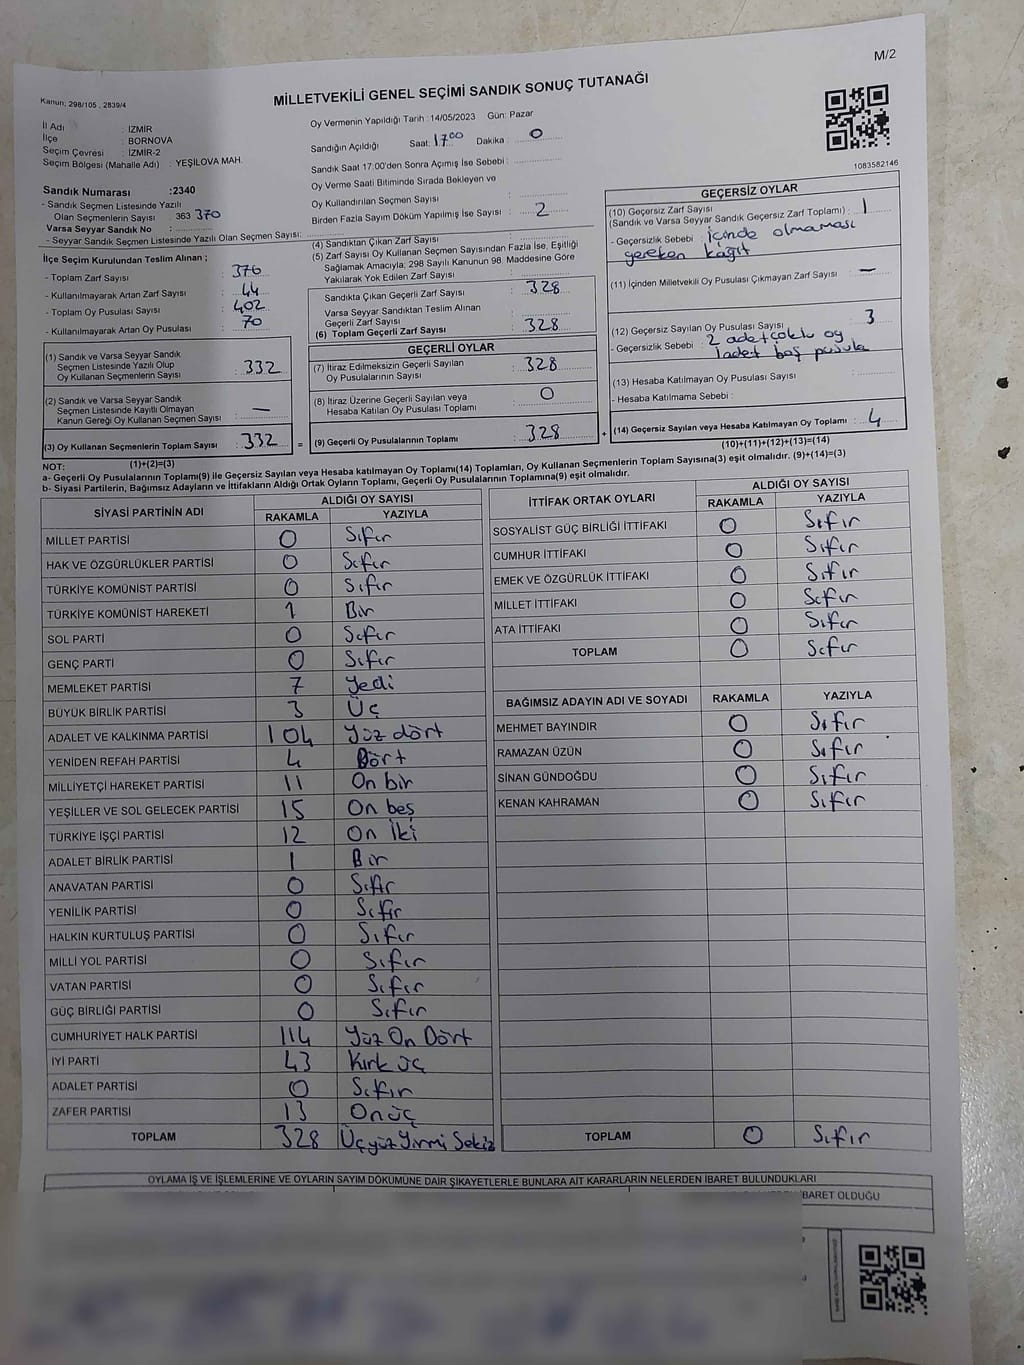 M/2
Kanun; 298/105 , 2839/4
MİLLETVEKİLİ GENEL SEÇİMİ SANDIK SONUÇ TUTANAĞI
İl Adı : İZMİR
İlçe : BORNOVA
Seçim Çevresi : İZMİR-2
Seçim Bölgesi (Mahalle Adı) : YEŞİLOVA MAH.
Sandık Numarası :2340
- Sandık Seçmen Listesinde Yazılı
Olan Seçmenlerin Sayısı : 363 370
Varsa Seyyar Sandık No :
- Seyyar Sandık Seçmen Listesinde Yazılı Olan Seçmen Sayısı:
Oy Vermenin Yapıldığı Tarih : 14/05/2023 Gün: Pazar
Sandığın Açıldığı Saat: 17 00 Dakika : 0
Sandık Saat 17:00'den Sonra Açımış İse Sebebi :
Oy Verme Saati Bitiminde Sırada Bekleyen ve
Oy Kullandırılan Seçmen Sayısı :
Birden Fazla Sayım Döküm Yapılmış İse Sayısı : 2
1083582146
İlçe Seçim Kurulundan Teslim Alınan ;
- Toplam Zarf Sayısı : 376
- Kullanılmayarak Artan Zarf Sayısı : 44
- Toplam Oy Pusulası Sayısı : 402
- Kullanılmayarak Artan Oy Pusulası : 70
(1) Sandık ve Varsa Seyyar Sandık
Seçmen Listesinde Yazılı Olup
Oy Kullanan Seçmenlerin Sayısı : 332
(2) Sandık ve Varsa Seyyar Sandık
Seçmen Listesinde Kayıtlı Olmayan
Kanun Gereği Oy Kullanan Seçmen Sayısı : —
(3) Oy Kullanan Seçmenlerin Toplam Sayısı : 332
(1)+(2)=(3)
(4) Sandıktan Çıkan Zarf Sayısı :
(5) Zarf Sayısı Oy Kullanan Seçmen Sayısından Fazla İse, Eşitliği
Sağlamak Amacıyla; 298 Sayılı Kanunun 98. Maddesine Göre
Yakılarak Yok Edilen Zarf Sayısı :
Sandıkta Çıkan Geçerli Zarf Sayısı : 328
Varsa Seyyar Sandıktan Teslim Alınan
Geçerli Zarf Sayısı :
(6) Toplam Geçerli Zarf Sayısı : 328
GEÇERLİ OYLAR
(7) İtiraz Edilmeksizin Geçerli Sayılan
Oy Pusulalarının Sayısı : 328
(8) İtiraz Üzerine Geçerli Sayılan veya
Hesaba Katılan Oy Pusulası Toplamı : 0
= (9) Geçerli Oy Pusulalarının Toplamı : 328 +
GEÇERSİZ OYLAR
(10) Geçersiz Zarf Sayısı
(Sandık ve Varsa Seyyar Sandık Geçersiz Zarf Toplamı) : 1
- Geçersizlik Sebebi : içinde olmaması
gereken kağıt
(11) İçinden Milletvekili Oy Pusulası Çıkmayan Zarf Sayısı : —
(12) Geçersiz Sayılan Oy Pusulası Sayısı : 3
- Geçersizlik Sebebi : 2 adet çoklu oy
1 adet boş pusula
(13) Hesaba Katılmayan Oy Pusulası Sayısı :
- Hesaba Katılmama Sebebi :
(14) Geçersiz Sayılan veya Hesaba Katılmayan Oy Toplamı : 4
(10)+(11)+(12)+(13)=(14)
NOT:
a- Geçerli Oy Pusulalarının Toplamı(9) ile Geçersiz Sayılan veya Hesaba katılmayan Oy Toplamı(14) Toplamları, Oy Kullanan Seçmenlerin Toplam Sayısına(3) eşit olmalıdır. (9)+(14)=(3)
b- Siyasi Partilerin, Bağımsız Adayların ve İttifakların Aldığı Ortak Oyların Toplamı, Geçerli Oy Pusulalarının Toplamına(9) eşit olmalıdır.
SİYASİ PARTİNİN ADI ALDIĞI OY SAYISI
RAKAMLA YAZIYLA
MİLLET PARTİSİ 0 Sıfır
HAK VE ÖZGÜRLÜKLER PARTİSİ 0 Sıfır
TÜRKİYE KOMÜNİST PARTİSİ 0 Sıfır
TÜRKİYE KOMÜNİST HAREKETİ 1 Bir
SOL PARTİ 0 Sıfır
GENÇ PARTİ 0 Sıfır
MEMLEKET PARTİSİ 7 Yedi
BÜYÜK BİRLİK PARTİSİ 3 Üç
ADALET VE KALKINMA PARTİSİ 104 Yüz dört
YENİDEN REFAH PARTİSİ 4 Dört
MİLLİYETÇİ HAREKET PARTİSİ 11 On bir
YEŞİLLER VE SOL GELECEK PARTİSİ 15 On beş
TÜRKİYE İŞÇİ PARTİSİ 12 On İki
ADALET BİRLİK PARTİSİ 1 Bir
ANAVATAN PARTİSİ 0 Sıfır
YENİLİK PARTİSİ 0 Sıfır
HALKIN KURTULUŞ PARTİSİ 0 Sıfır
MİLLİ YOL PARTİSİ 0 Sıfır
VATAN PARTİSİ 0 Sıfır
GÜÇ BİRLİĞİ PARTİSİ 0 Sıfır
CUMHURİYET HALK PARTİSİ 114 Yüz On Dört
İYİ PARTİ 43 Kırk üç
ADALET PARTİSİ 0 Sıfır
ZAFER PARTİSİ 13 Onüç
TOPLAM 328 Üçyüz Yirmi Sekiz
İTTİFAK ORTAK OYLARI ALDIĞI OY SAYISI
RAKAMLA YAZIYLA
SOSYALİST GÜÇ BİRLİĞİ İTTİFAKI 0 Sıfır
CUMHUR İTTİFAKI 0 Sıfır
EMEK VE ÖZGÜRLÜK İTTİFAKI 0 Sıfır
MİLLET İTTİFAKI 0 Sıfır
ATA İTTİFAKI 0 Sıfır
TOPLAM 0 Sıfır
BAĞIMSIZ ADAYIN ADI VE SOYADI RAKAMLA YAZIYLA
MEHMET BAYINDIR 0 Sıfır
RAMAZAN ÜZÜN 0 Sıfır
SİNAN GÜNDOĞDU 0 Sıfır
KENAN KAHRAMAN 0 Sıfır
TOPLAM 0 Sıfır
OYLAMA İŞ VE İŞLEMLERİNE VE OYLARIN SAYIM DÖKÜMÜNE DAİR ŞİKAYETLERLE BUNLARA AİT KARARLARIN NELERDEN İBARET BULUNDUKLARI
İBARET OLDUĞU